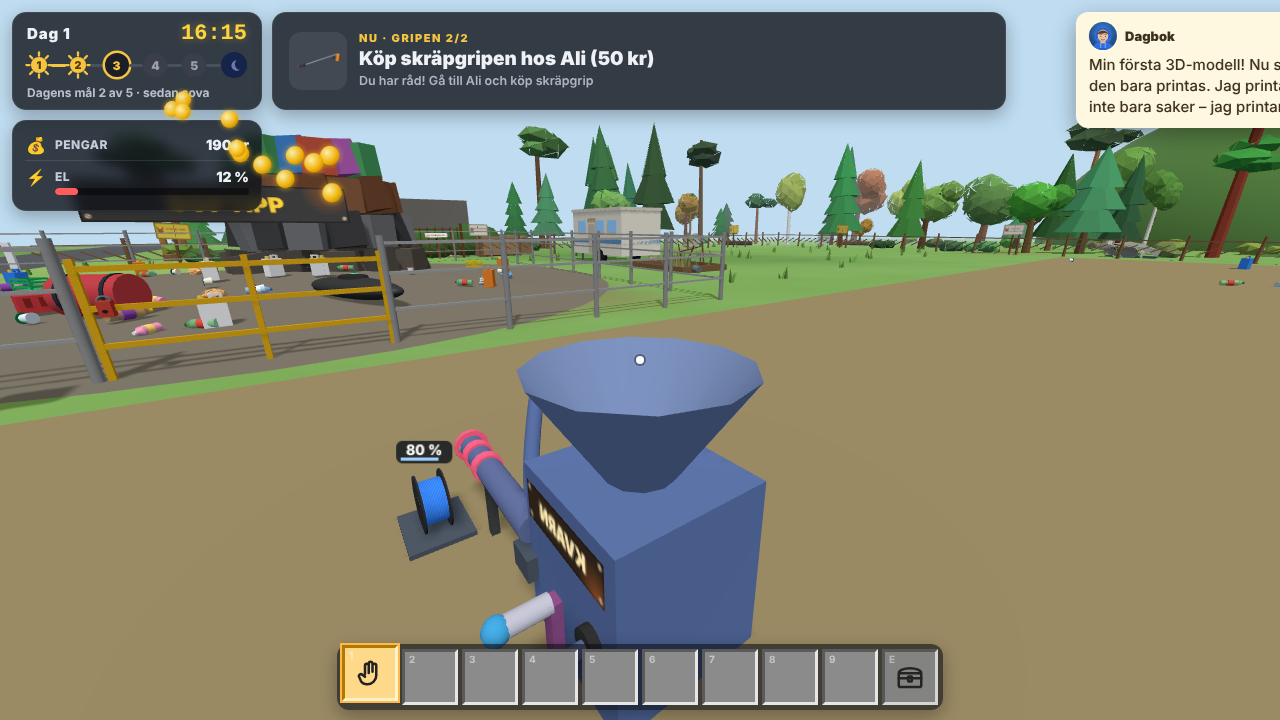 Dag 1
16:15
1
2
3
4
5
Dagens mål 2 av 5 · sedan sova
PENGAR
EL
12 %
NU · GRIPEN 2/2
Köp skräpgripen hos Ali (50 kr)
Du har råd! Gå till Ali och köp skräpgrip
Dagbok
Min första 3D-modell! Nu s
den bara printas. Jag printa
inte bara saker – jag printar
80 %
KVARN
1
2
3
4
5
6
7
8
9
E